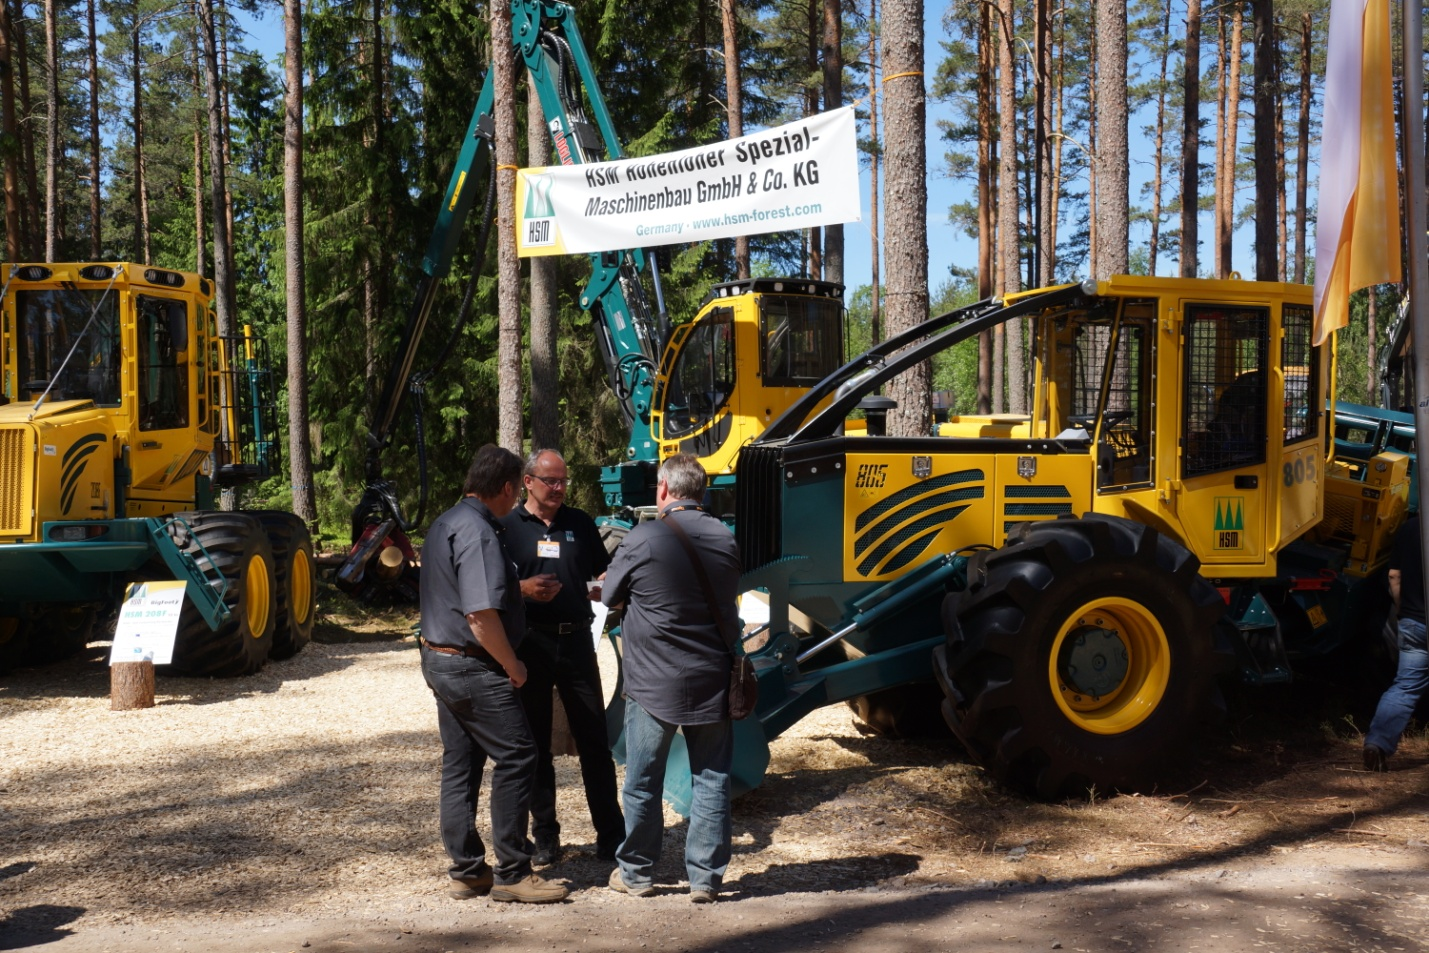 HSM Hohenloher Spezial-
Maschinenbau GmbH & Co. KG
Germany - www.hsm-forest.com
HSM
805
805
HSM
HSM 208F